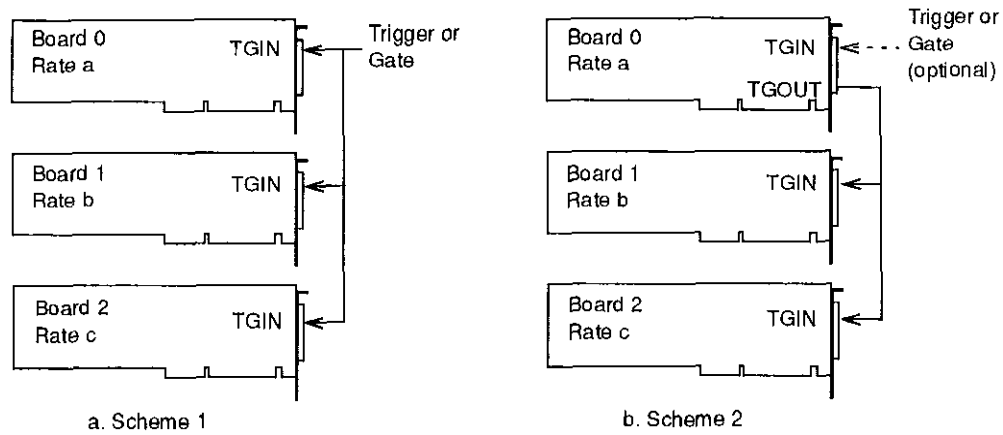 Board 0
Rate a
TGIN
Trigger or
Gate
Board 1
Rate b
TGIN
Board 2
Rate c
TGIN
a. Scheme 1
Board 0
Rate a
TGIN
TGOUT
Trigger or
Gate
(optional)
Board 1
Rate b
TGIN
Board 2
Rate c
TGIN
b. Scheme 2